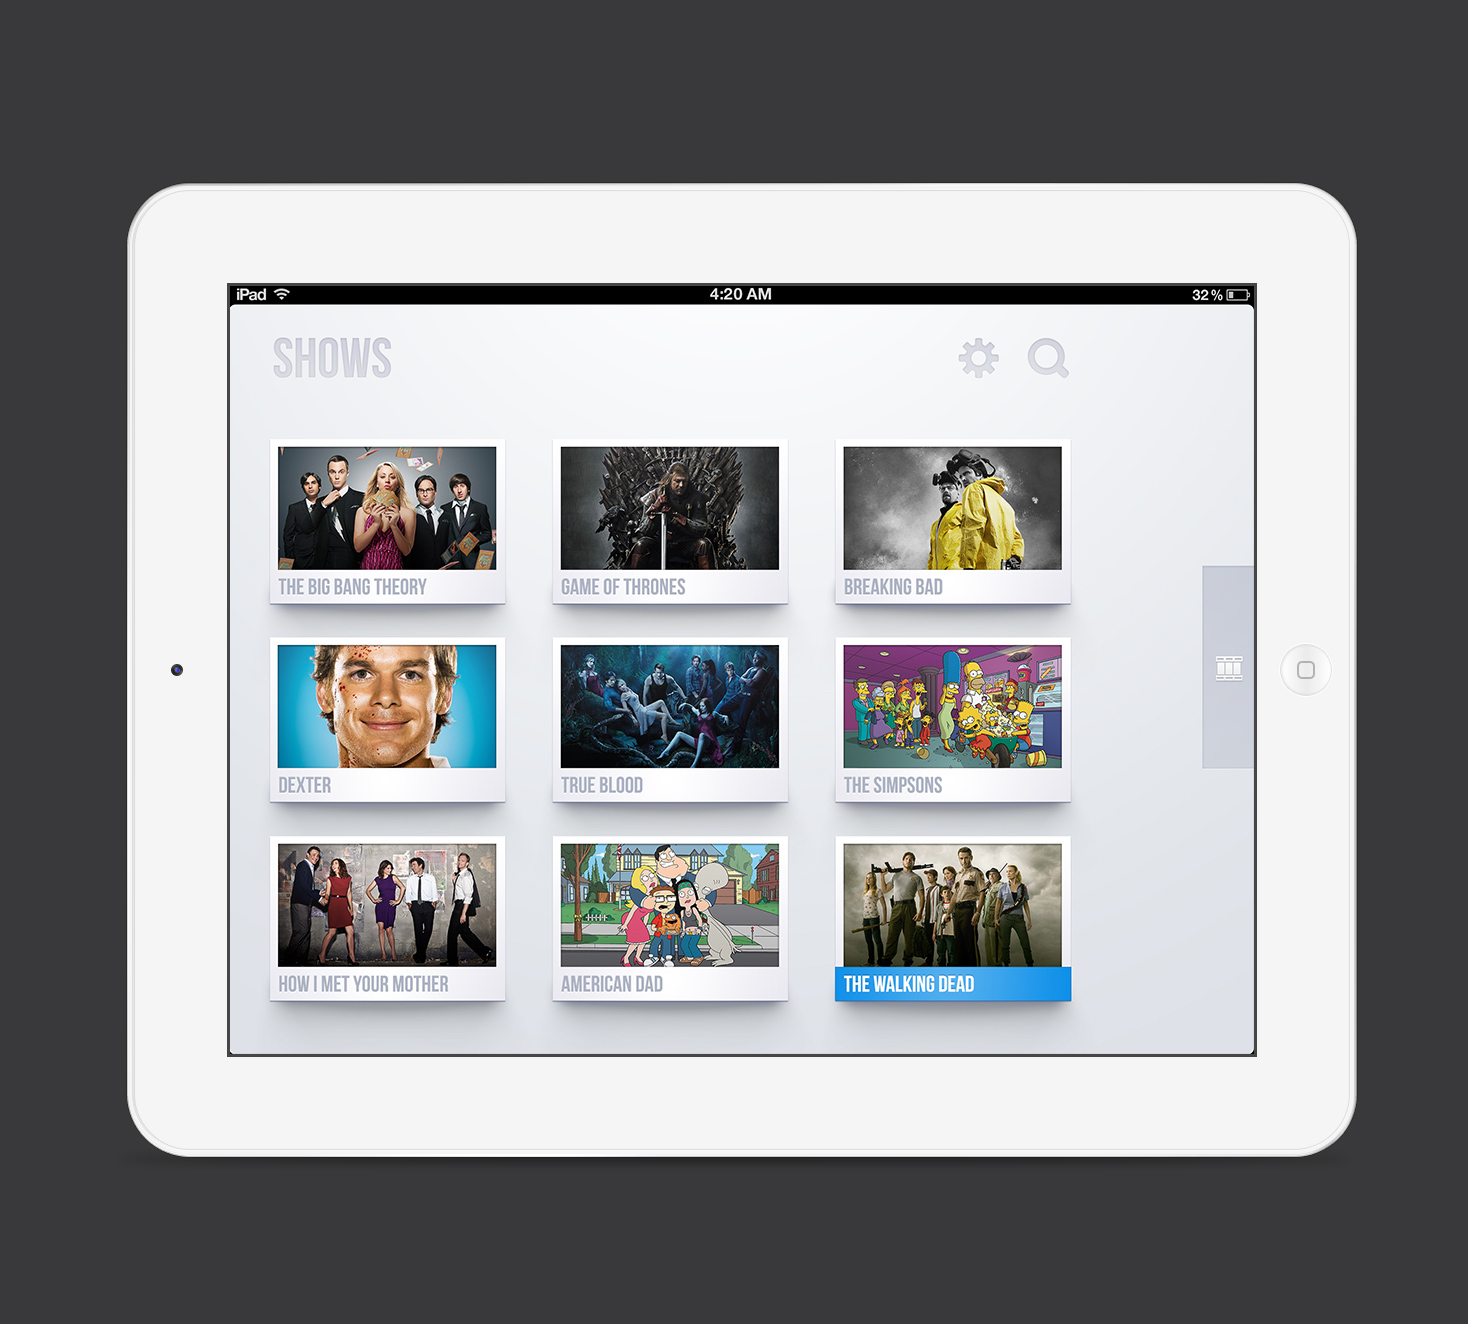 iPad
4:20 AM
32%
SHOWS
THE BIG BANG THEORY
GAME OF THRONES
BREAKING BAD
DEXTER
TRUE BLOOD
THE SIMPSONS
HOW I MET YOUR MOTHER
AMERICAN DAD
THE WALKING DEAD